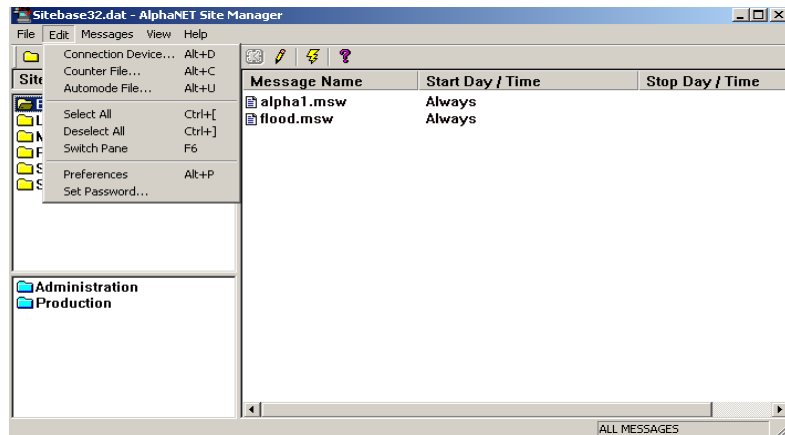 Sitebase32.dat - AlphaNET Site Manager
File Edit Messages View Help
Connection Device... Alt+D
Counter File... Alt+C
Automode File... Alt+U
Select All Ctrl+[
Deselect All Ctrl+]
Switch Pane F6
Preferences Alt+P
Set Password...
Message Name Start Day / Time Stop Day / Time
alpha1.msw Always
flood.msw Always
Administration
Production
ALL MESSAGES